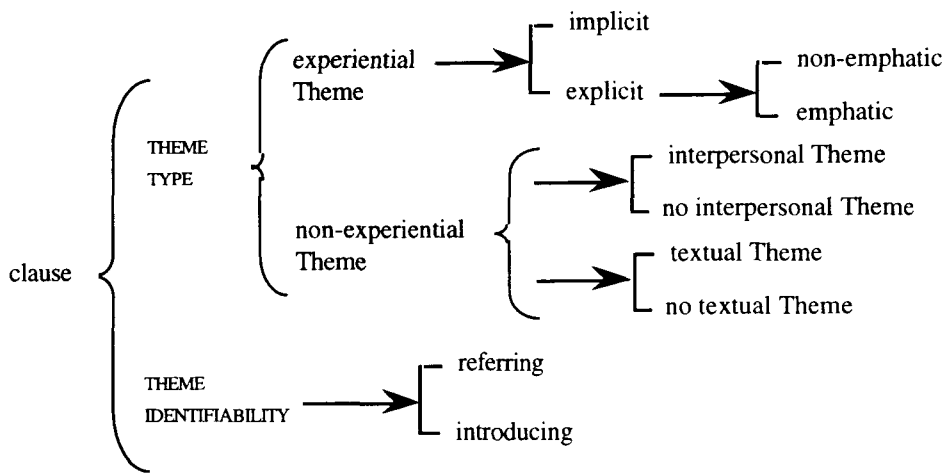 implicit
experiential
Theme
explicit
non-emphatic
emphatic
THEME
TYPE
interpersonal Theme
no interpersonal Theme
non-experiential
Theme
textual Theme
no textual Theme
clause
referring
THEME
IDENTIFIABILITY
introducing